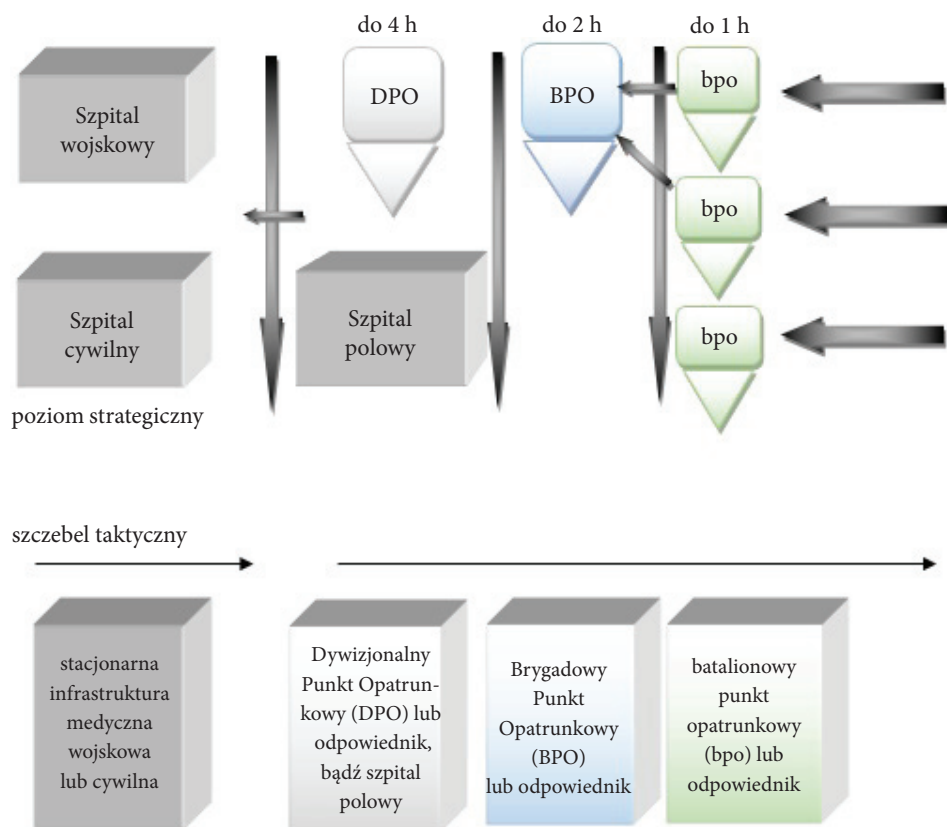 do 4 h
do 2 h
do 1 h
Szpital
wojskowy
DPO
BPO
bpo
bpo
Szpital
cywilny
Szpital
polowy
bpo
poziom strategiczny
szczebel taktyczny
stacjonarna
infrastruktura
medyczna
wojskowa
lub cywilna
Dywizjonalny
Punkt Opatrun-
kowy (DPO) lub
odpowiednik,
bądź szpital
polowy
Brygadowy
Punkt
Opatrunkowy
(BPO)
lub odpowiednik
batalionowy
punkt
opatrunkowy
(bpo) lub
odpowiednik